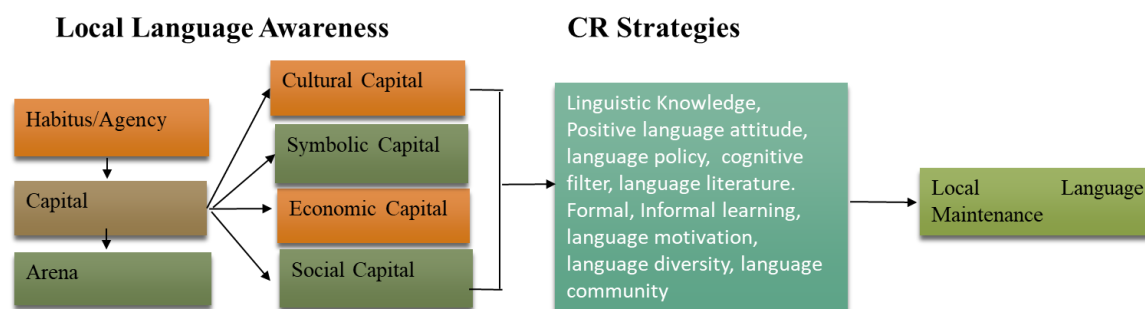 Local Language Awareness
CR Strategies
Habitus/Agency
Capital
Arena
Cultural Capital
Symbolic Capital
Economic Capital
Social Capital
Linguistic Knowledge,
Positive language attitude,
language policy, cognitive
filter, language literature.
Formal, Informal learning,
language motivation,
language diversity, language
community
Local Language
Maintenance